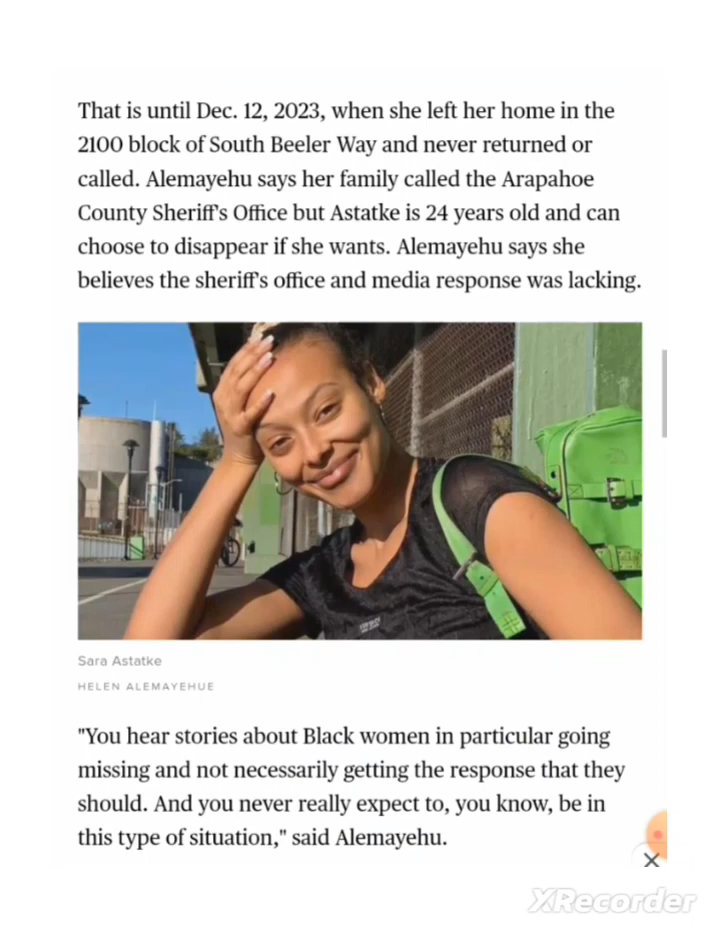 That is until Dec. 12, 2023, when she left her home in the
2100 block of South Beeler Way and never returned or
called. Alemayehu says her family called the Arapahoe
County Sheriff's Office but Astatke is 24 years old and can
choose to disappear if she wants. Alemayehu says she
believes the sheriff's office and media response was lacking.
Sara Astatke
HELEN ALEMAYEHUE
"You hear stories about Black women in particular going
missing and not necessarily getting the response that they
should. And you never really expect to, you know, be in
this type of situation," said Alemayehu.
XRecorder